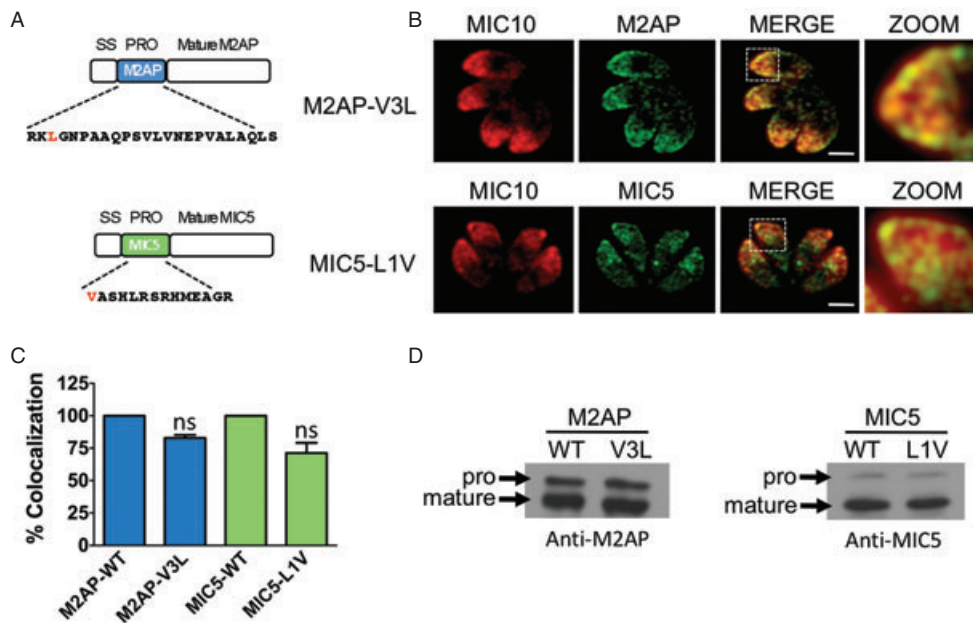 A
SS PRO Mature M2AP
M2AP
RKLGNPAAQPSVLVNEPVALAQLS
SS PRO Mature MIC5
MIC5
VASHLRSRHMEAGR
B
MIC10 M2AP MERGE ZOOM
M2AP-V3L
MIC10 MIC5 MERGE ZOOM
MIC5-L1V
C
% Colocalization
125
100
75
50
25
0
ns
ns
M2AP-WT
M2AP-V3L
MIC5-WT
MIC5-L1V
D
M2AP
WT V3L
pro
mature
Anti-M2AP
MIC5
WT L1V
pro
mature
Anti-MIC5